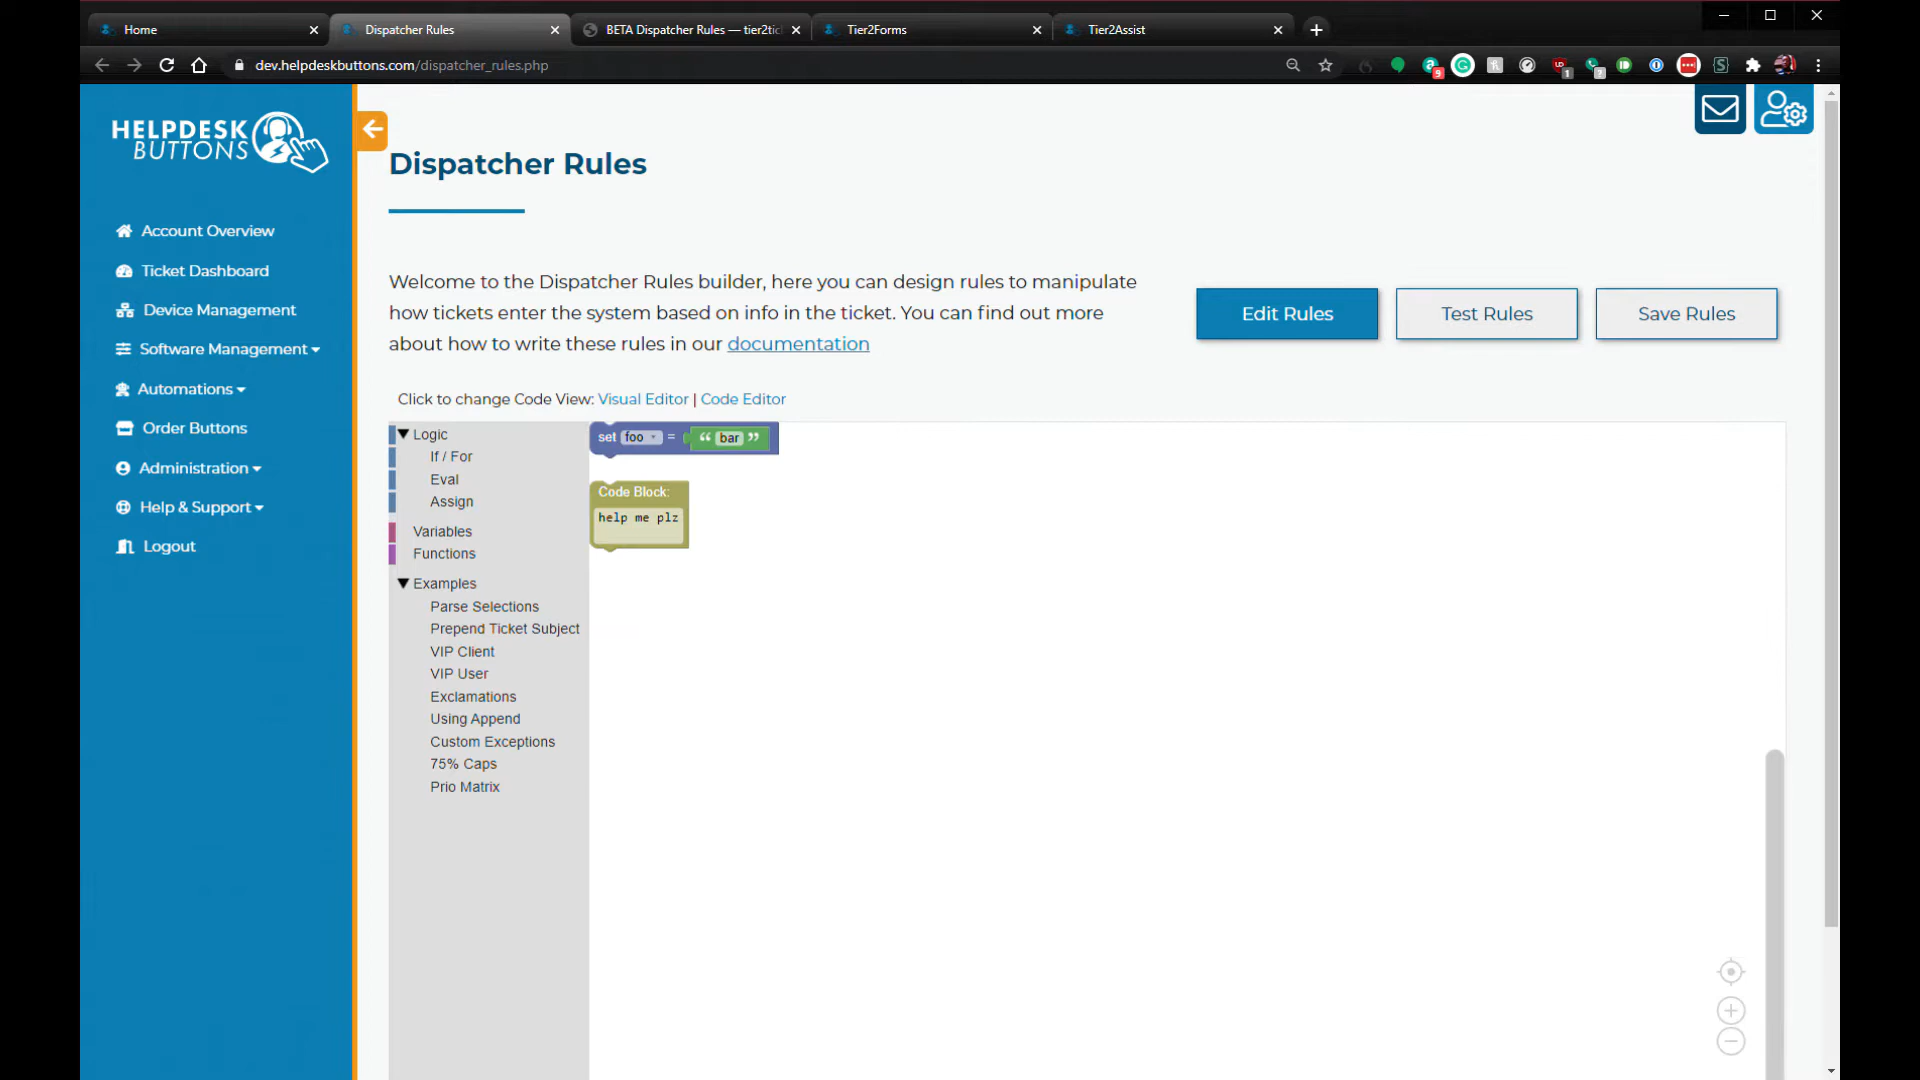 Home
Dispatcher Rules
BETA Dispatcher Rules — tier2tic
Tier2Forms
Tier2Assist
dev.helpdeskbuttons.com/dispatcher_rules.php
HELPDESK
BUTTONS
Account Overview
Ticket Dashboard
Device Management
Software Management
Automations
Order Buttons
Administration
Help & Support
Logout
Dispatcher Rules
Welcome to the Dispatcher Rules builder, here you can design rules to manipulate
how tickets enter the system based on info in the ticket. You can find out more
about how to write these rules in our documentation
Edit Rules
Test Rules
Save Rules
Click to change Code View: Visual Editor | Code Editor
Logic
If / For
Eval
Assign
Variables
Functions
Examples
Parse Selections
Prepend Ticket Subject
VIP Client
VIP User
Exclamations
Using Append
Custom Exceptions
75% Caps
Prio Matrix
set foo = “ bar ”
Code Block:
help me plz